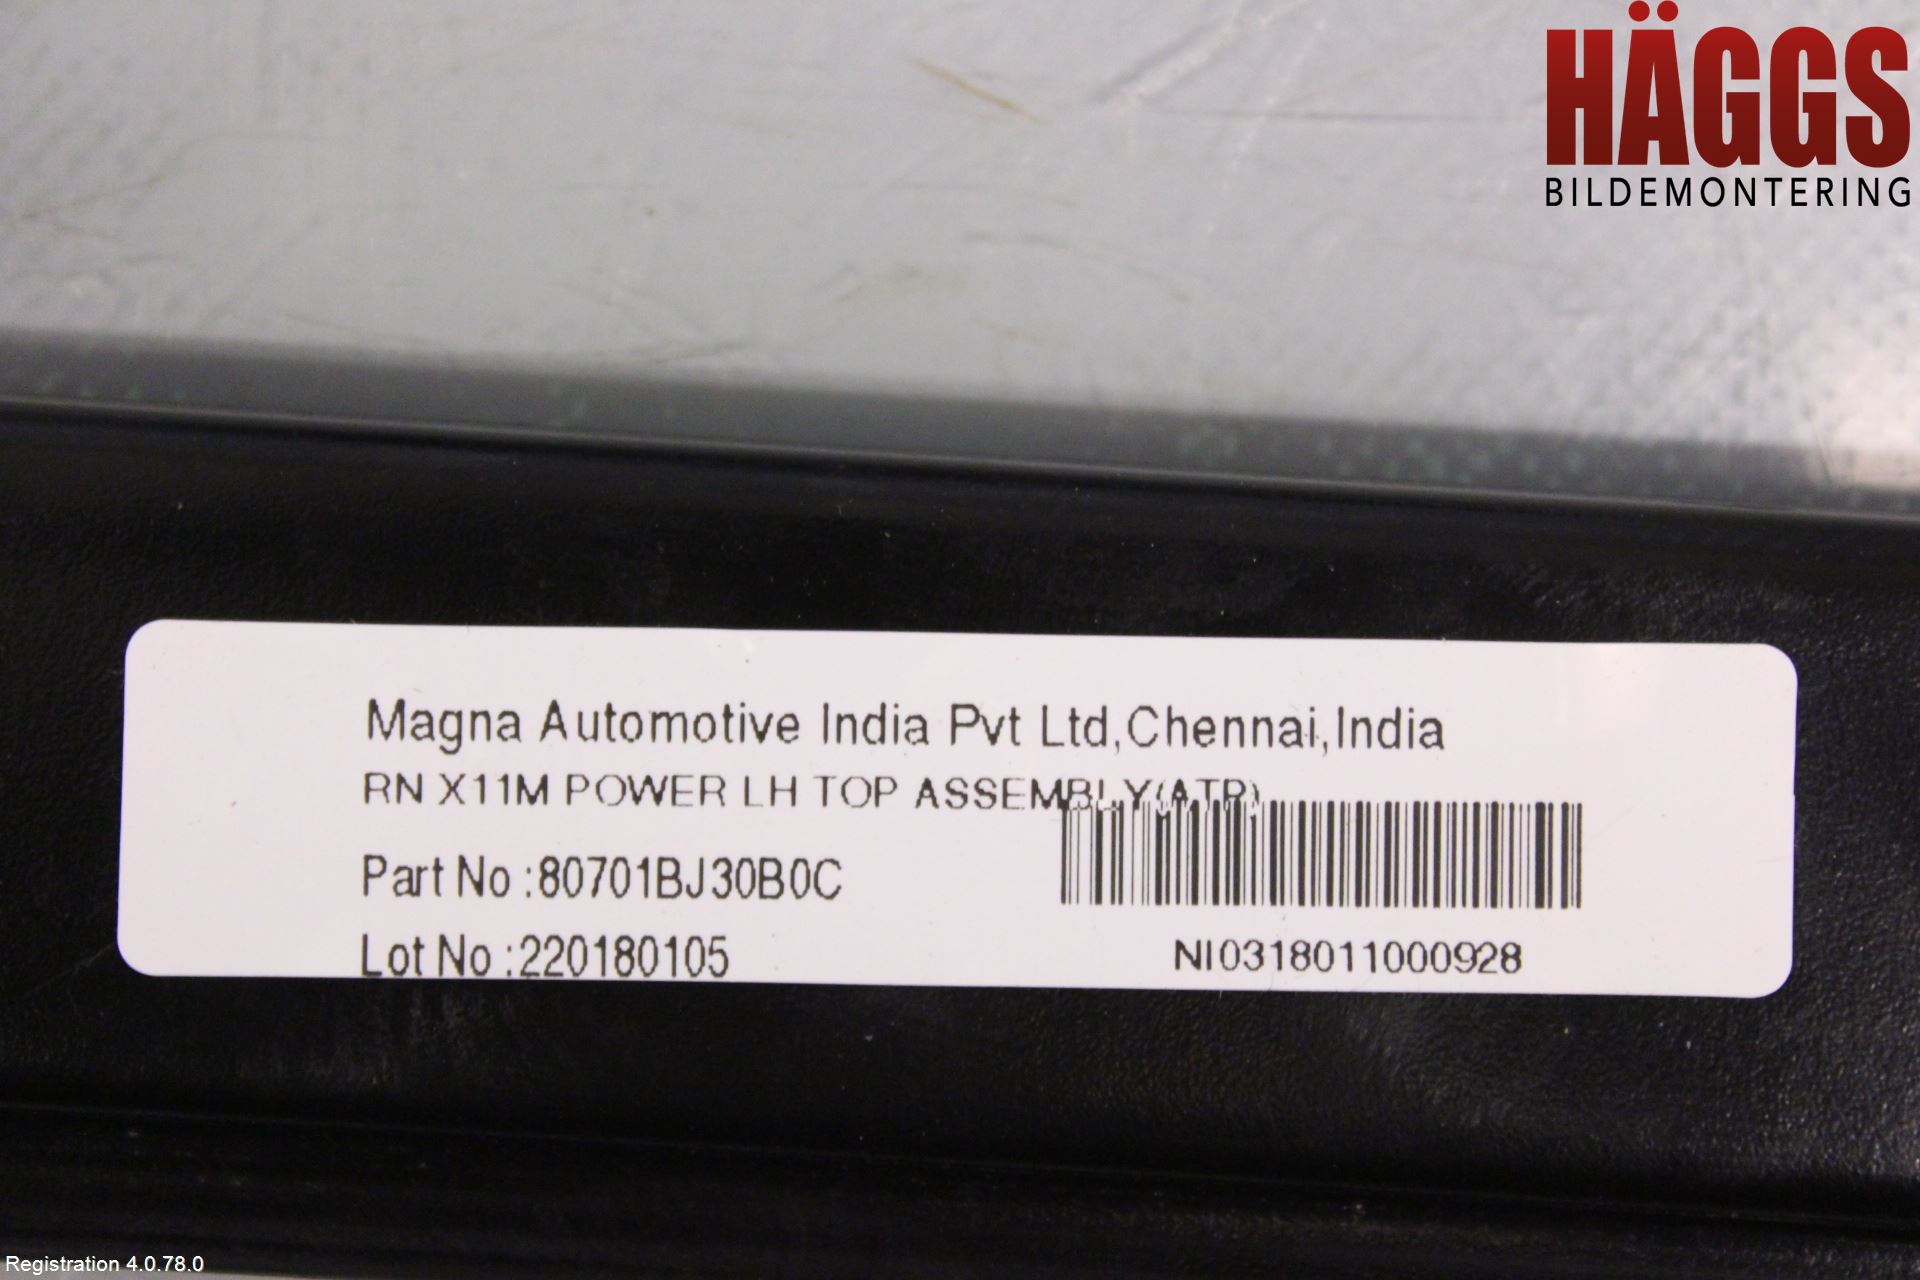 HÄGGS
BILDEMONTERING
Magna Automotive India Pvt Ltd,Chennai,India
RN X11M POWER LH TOP ASSEMBLY(ATP)
Part No :80701BJ30B0C
Lot No :220180105
NI0318011000928
Registration 4.0.78.0